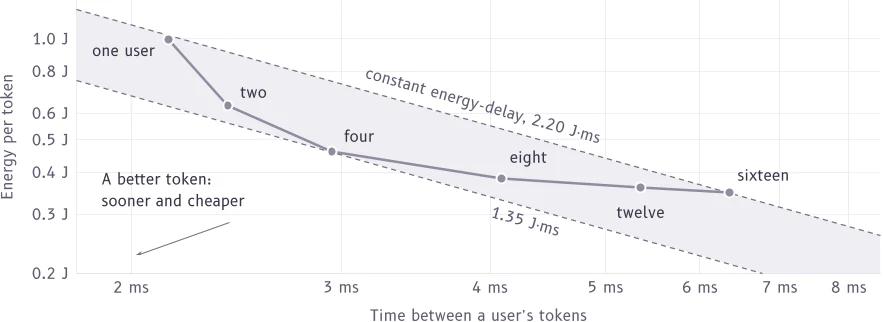 1.0 J
0.8 J
0.6 J
0.5 J
0.4 J
0.3 J
0.2 J
Energy per token
one user
two
four
eight
twelve
sixteen
constant energy-delay, 2.20 J·ms
1.35 J·ms
A better token:
sooner and cheaper
2 ms
3 ms
4 ms
5 ms
6 ms
7 ms
8 ms
Time between a user's tokens